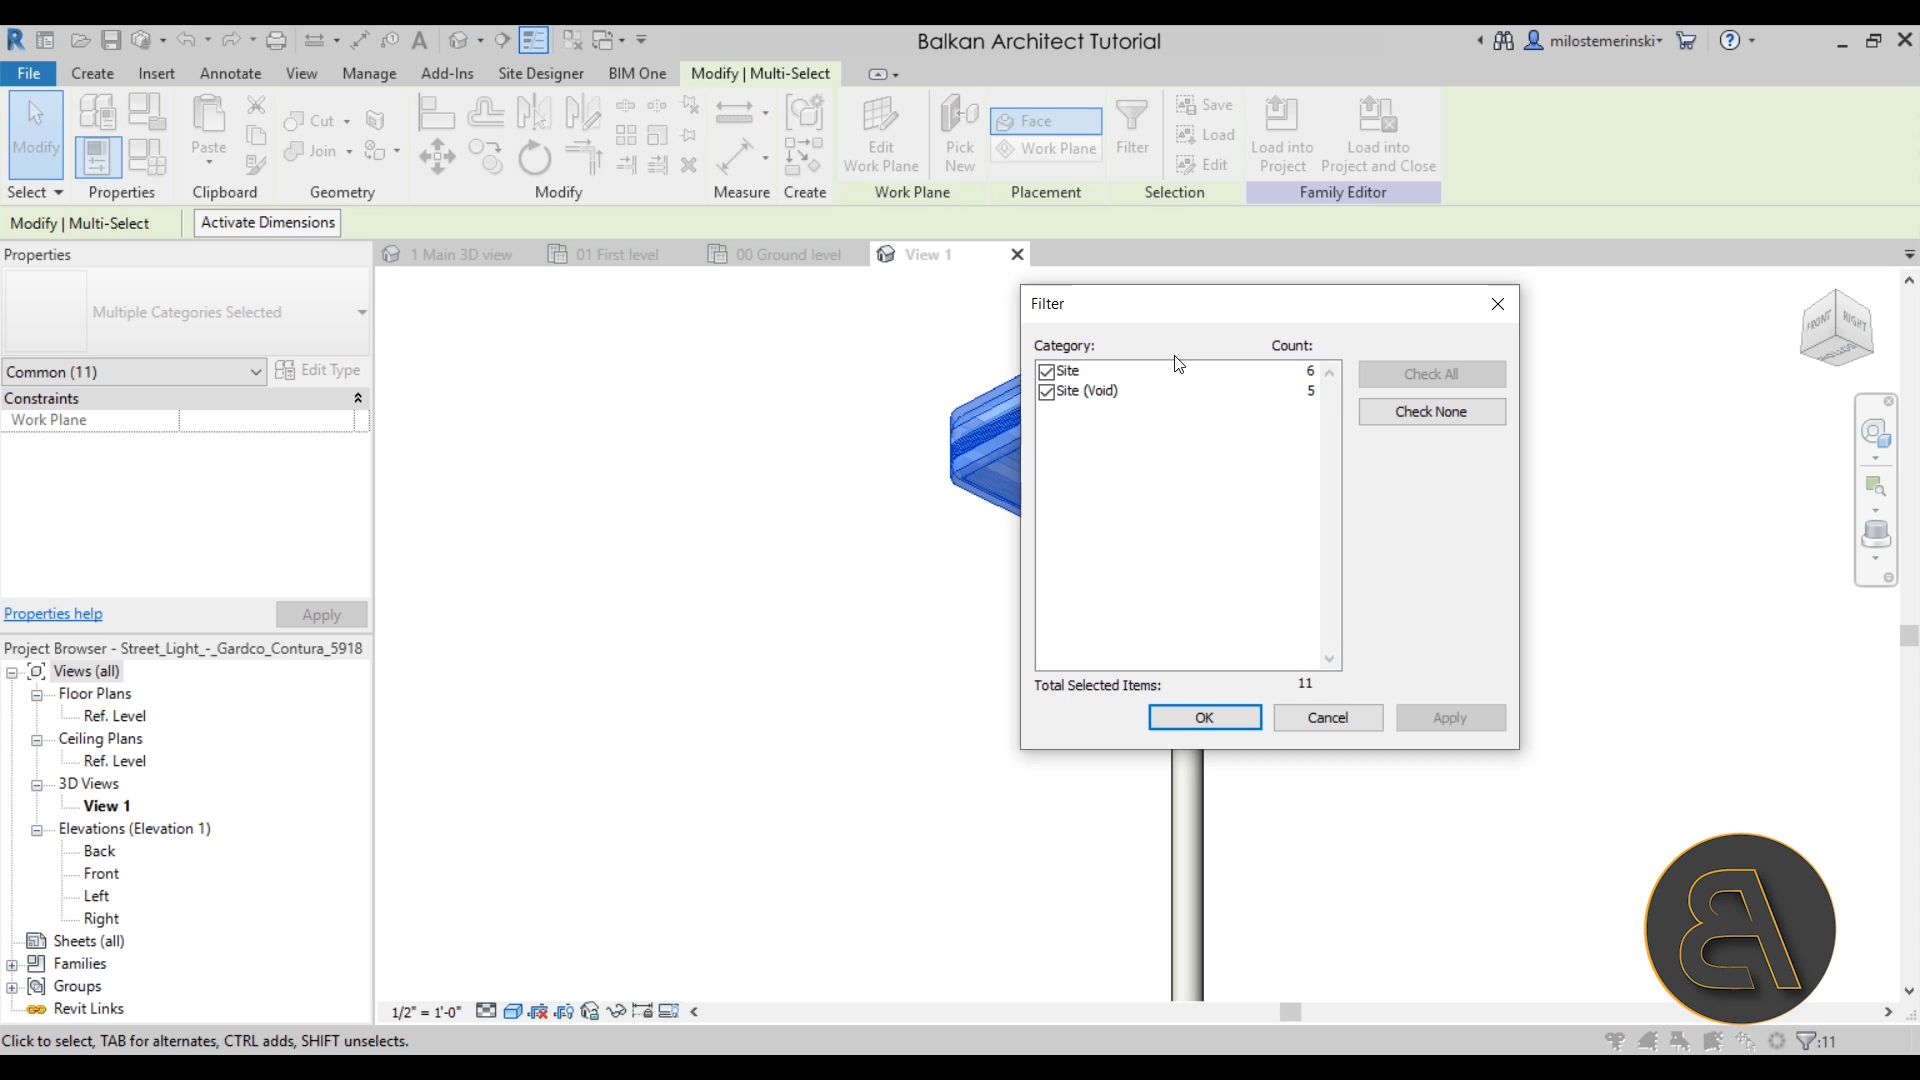 Balkan Architect Tutorial
milostemerinski
File Create Insert Annotate View Manage Add-Ins Site Designer BIM One Modify | Multi-Select
Modify
Paste
Cut
Join
Edit
Work Plane
Pick
New
Face
Work Plane
Filter
Save
Load
Edit
Load into
Project
Load into
Project and Close
Select Properties Clipboard Geometry Modify Measure Create Work Plane Placement Selection Family Editor
Modify | Multi-Select Activate Dimensions
Properties
1 Main 3D view 01 First level 00 Ground level View 1
Multiple Categories Selected
Common (11) Edit Type
Constraints
Work Plane
Properties help Apply
Project Browser - Street_Light_-_Gardco_Contura_5918
Views (all)
Floor Plans
Ref. Level
Ceiling Plans
Ref. Level
3D Views
View 1
Elevations (Elevation 1)
Back
Front
Left
Right
Sheets (all)
Families
Groups
Revit Links
Filter
Category: Count:
Site 6
Site (Void) 5
Check All
Check None
Total Selected Items: 11
OK Cancel Apply
FRONT RIGHT
BOTTOM
1/2" = 1'-0"
Click to select, TAB for alternates, CTRL adds, SHIFT unselects.
:11